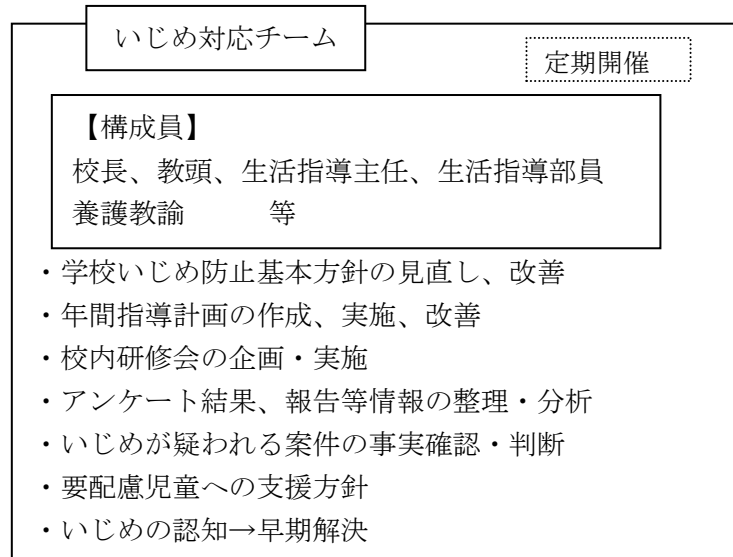 いじめ対応チーム
定期開催
【構成員】
校長、教頭、生活指導主任、生活指導部員
養護教諭　　　等
・学校いじめ防止基本方針の見直し、改善
・年間指導計画の作成、実施、改善
・校内研修会の企画・実施
・アンケート結果、報告等情報の整理・分析
・いじめが疑われる案件の事実確認・判断
・要配慮児童への支援方針
・いじめの認知→早期解決